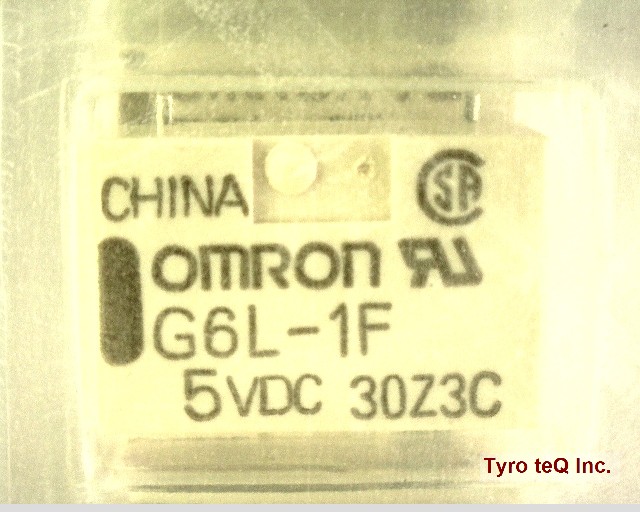 CHINA
OMRON
G6L-1F
5VDC 30Z3C
Tyro teQ Inc.